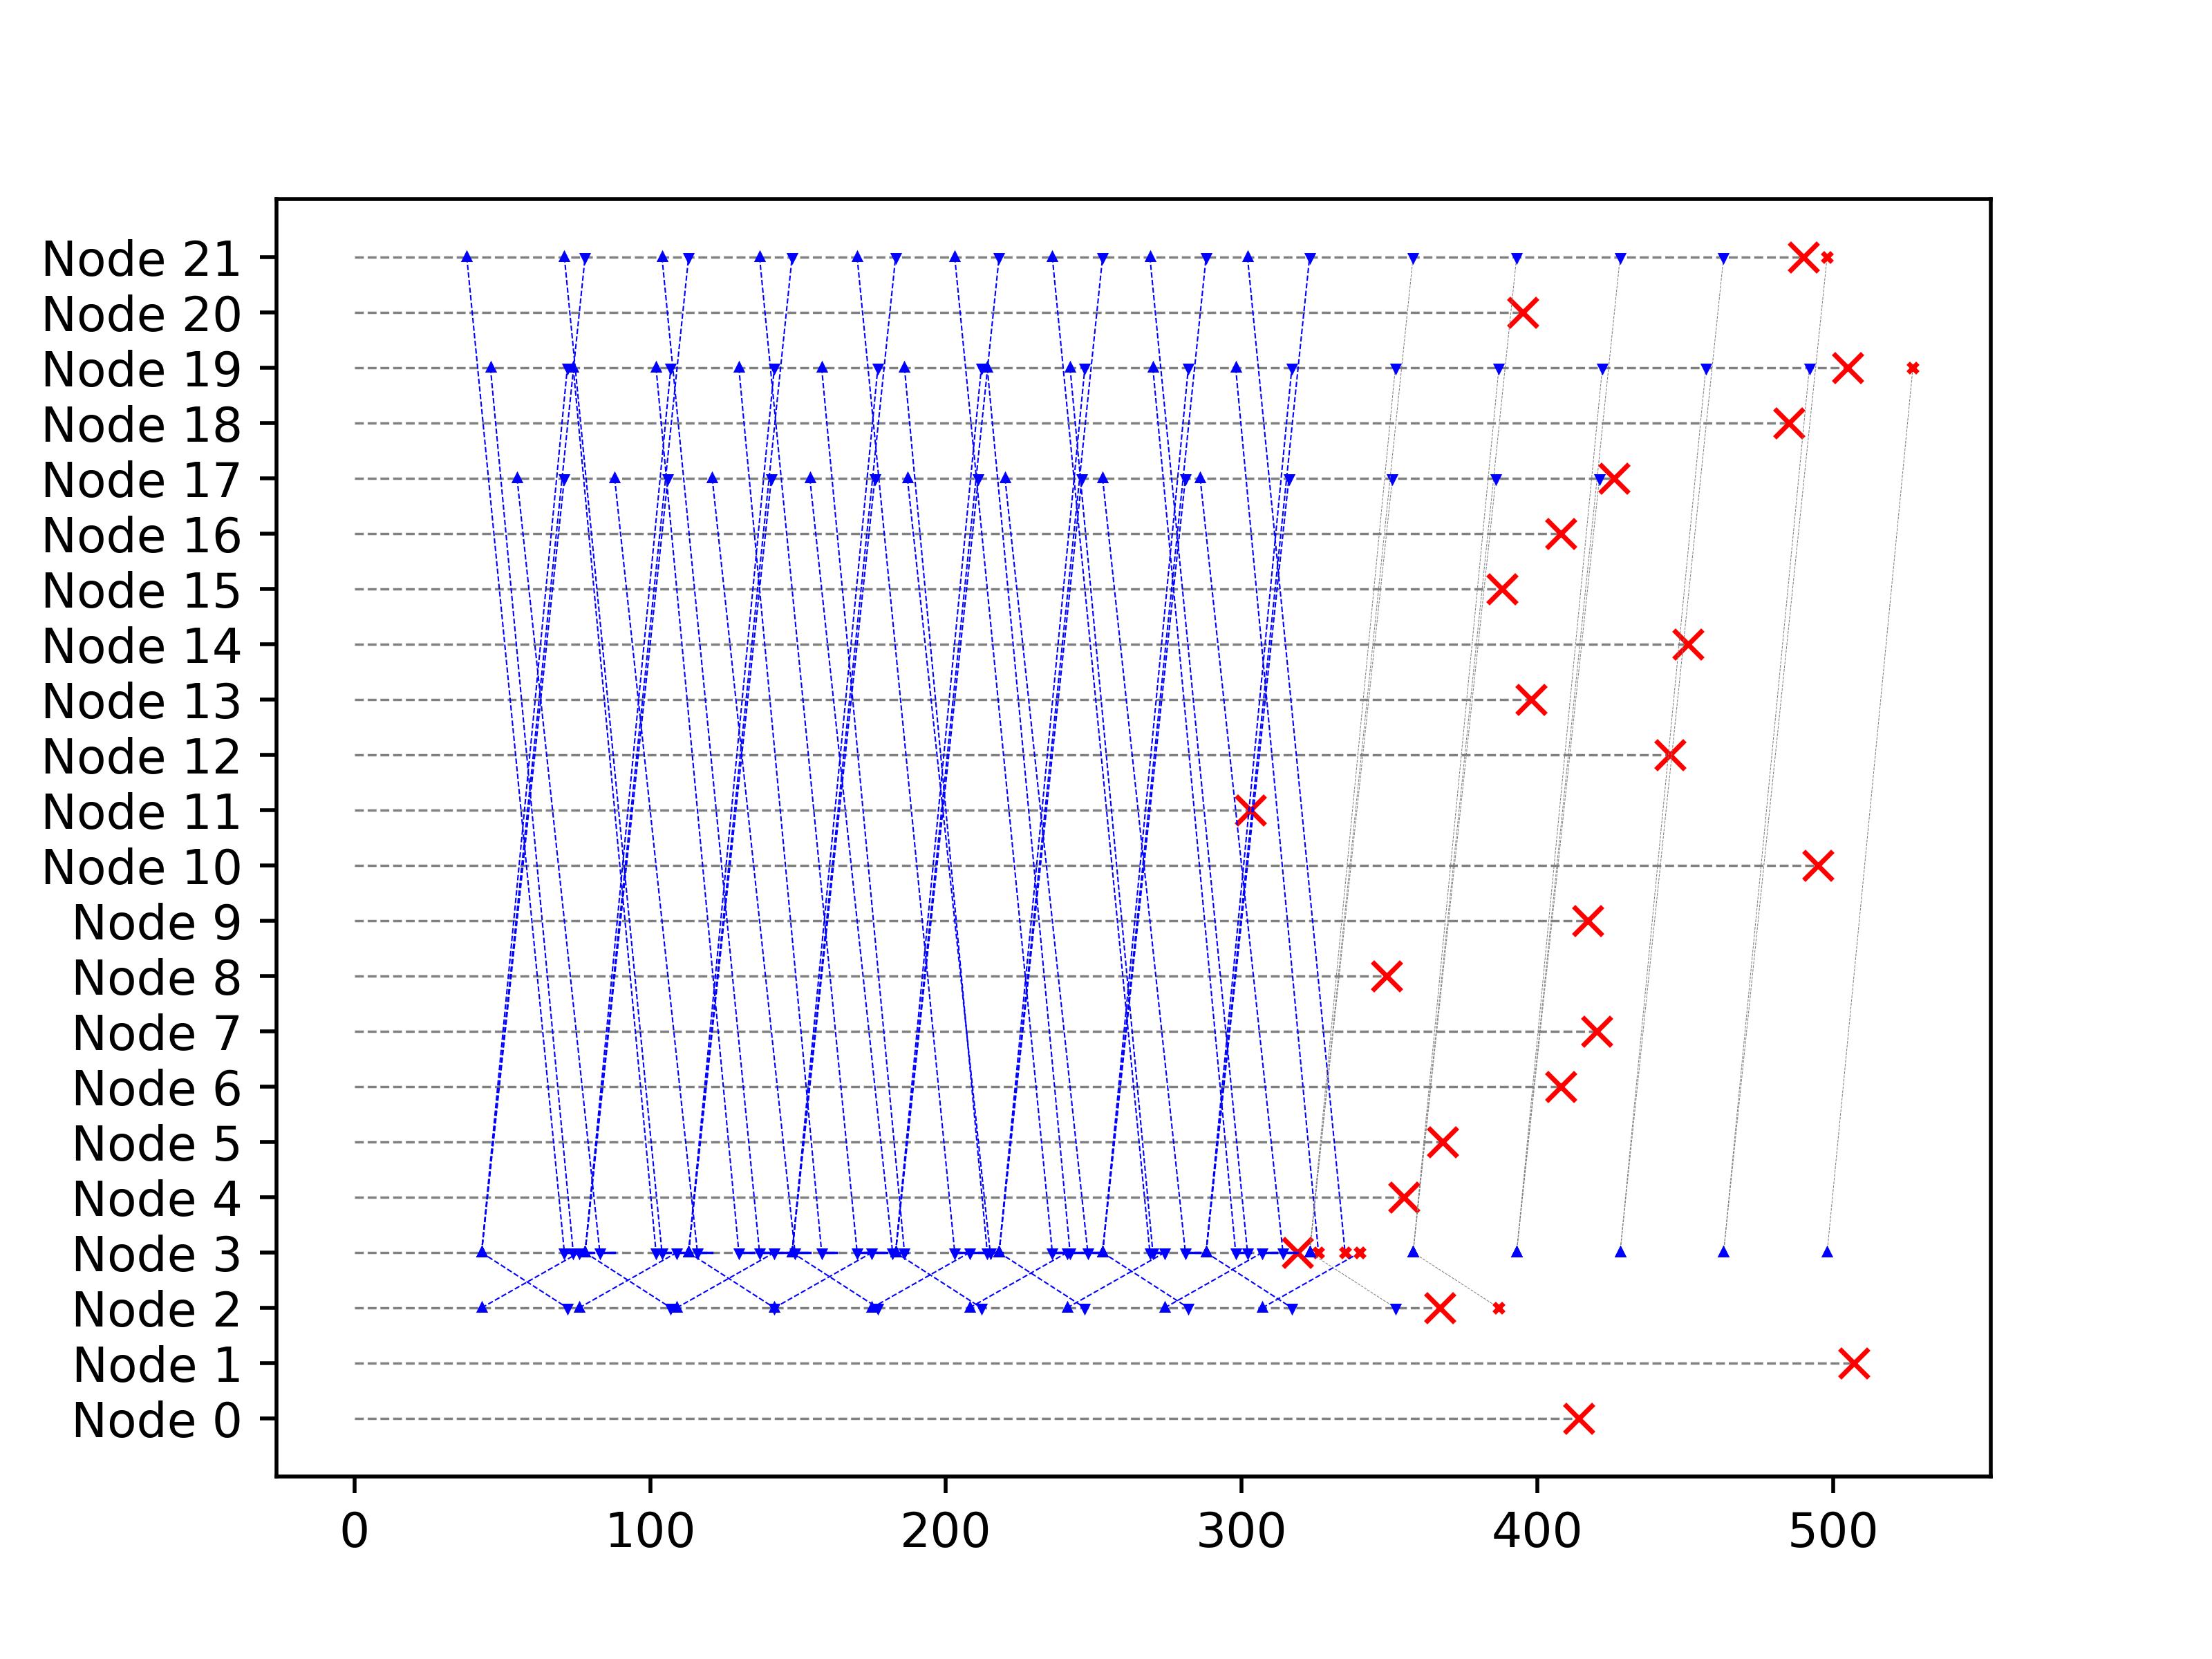 Node 21
Node 20
Node 19
Node 18
Node 17
Node 16
Node 15
Node 14
Node 13
Node 12
Node 11
Node 10
Node 9
Node 8
Node 7
Node 6
Node 5
Node 4
Node 3
Node 2
Node 1
Node 0
0 100 200 300 400 500